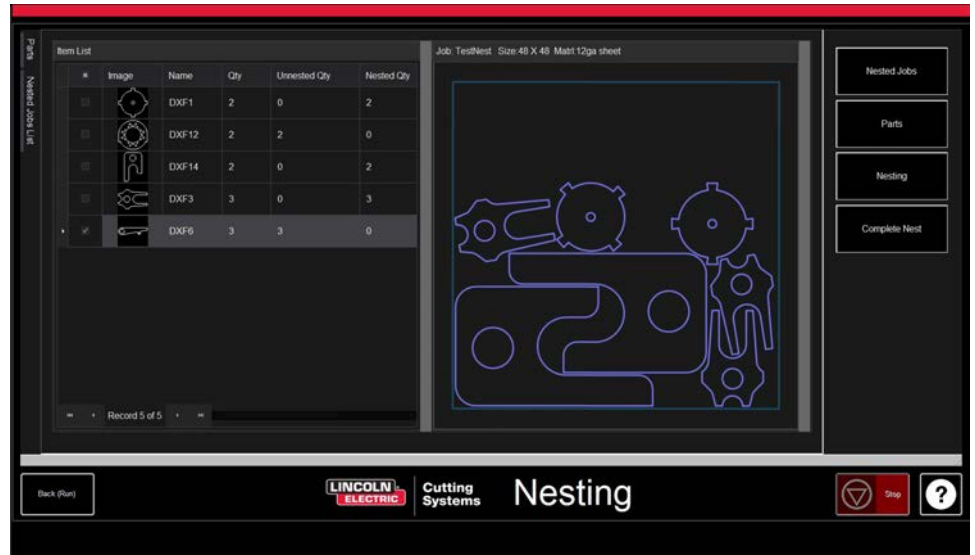 Parts
Nested Jobs List
Item List
Image Name Qty Unnested Qty Nested Qty
DXF1 2 0 2
DXF12 2 2 0
DXF14 2 0 2
DXF3 3 0 3
DXF6 3 3 0
Record 5 of 5
Job: TestNest Size:48 X 48 Matrl:12ga sheet
Nested Jobs
Parts
Nesting
Complete Nest
Back (Run)
LINCOLN
ELECTRIC
Cutting
Systems
Nesting
Stop
?